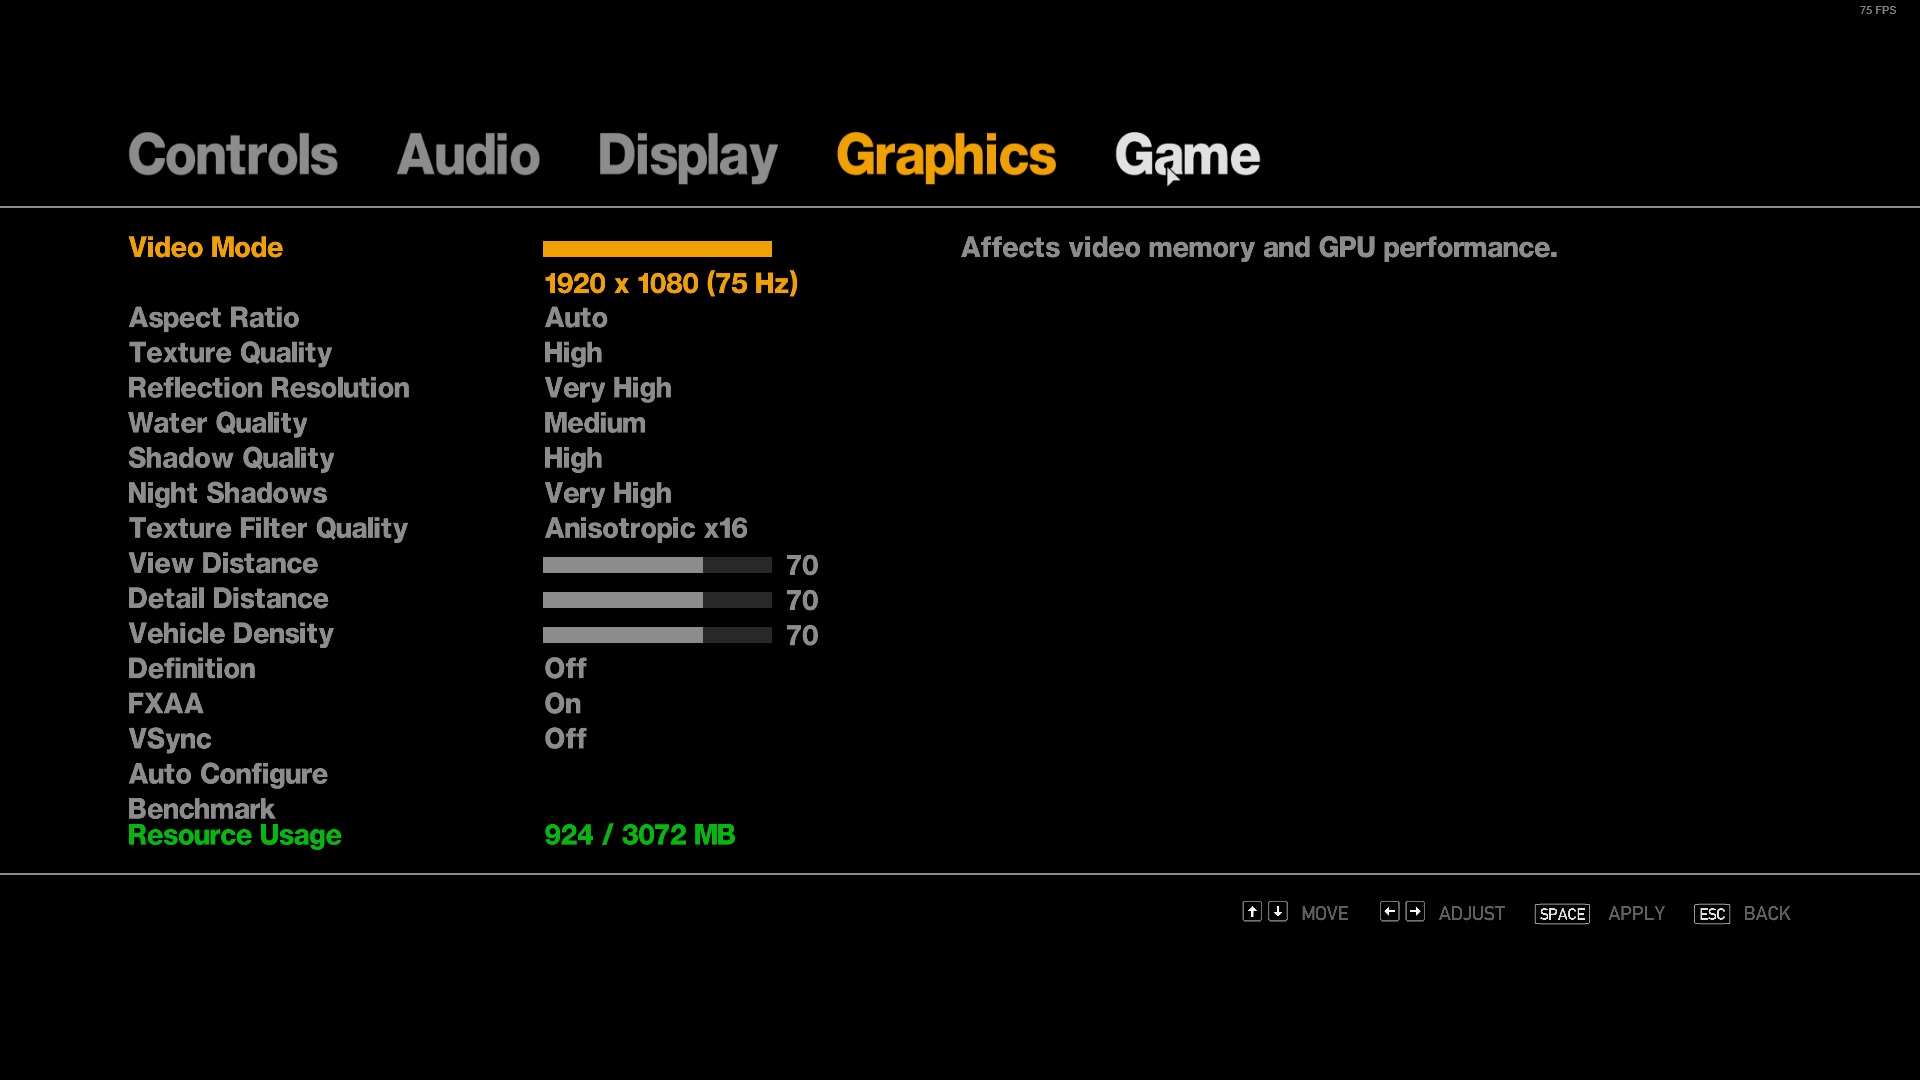 75 FPS
Controls Audio Display Graphics Game
Video Mode Affects video memory and GPU performance.
1920 x 1080 (75 Hz)
Aspect Ratio Auto
Texture Quality High
Reflection Resolution Very High
Water Quality Medium
Shadow Quality High
Night Shadows Very High
Texture Filter Quality Anisotropic x16
View Distance 70
Detail Distance 70
Vehicle Density 70
Definition Off
FXAA On
VSync Off
Auto Configure
Benchmark
Resource Usage 924 / 3072 MB
↑ ↓ MOVE ← → ADJUST SPACE APPLY ESC BACK